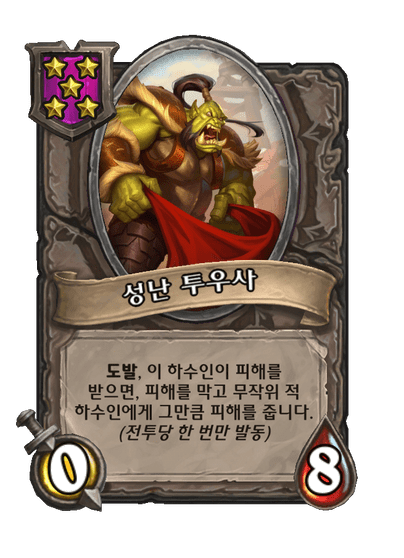 성난 투우사
도발, 이 하수인이 피해를
받으면, 피해를 막고 무작위 적
하수인에게 그만큼 피해를 줍니다.
(전투당 한 번만 발동)
0
8